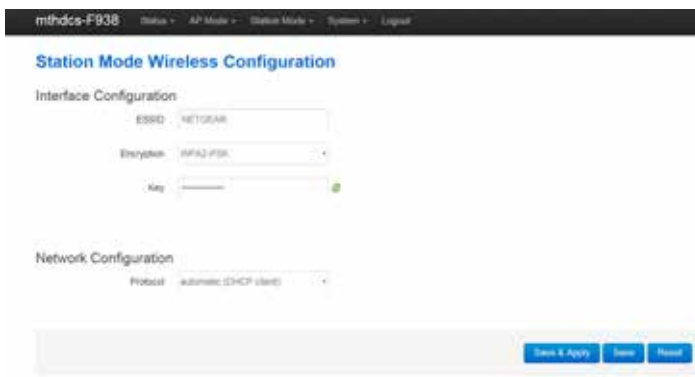 mthdcs-F938 Status AP Mode Station Mode System Logout
Station Mode Wireless Configuration
Interface Configuration
ESSID NETGEAR
Encryption WPA2-PSK
Key
Network Configuration
Protocol automatic (DHCP client)
Save & Apply Save Reset